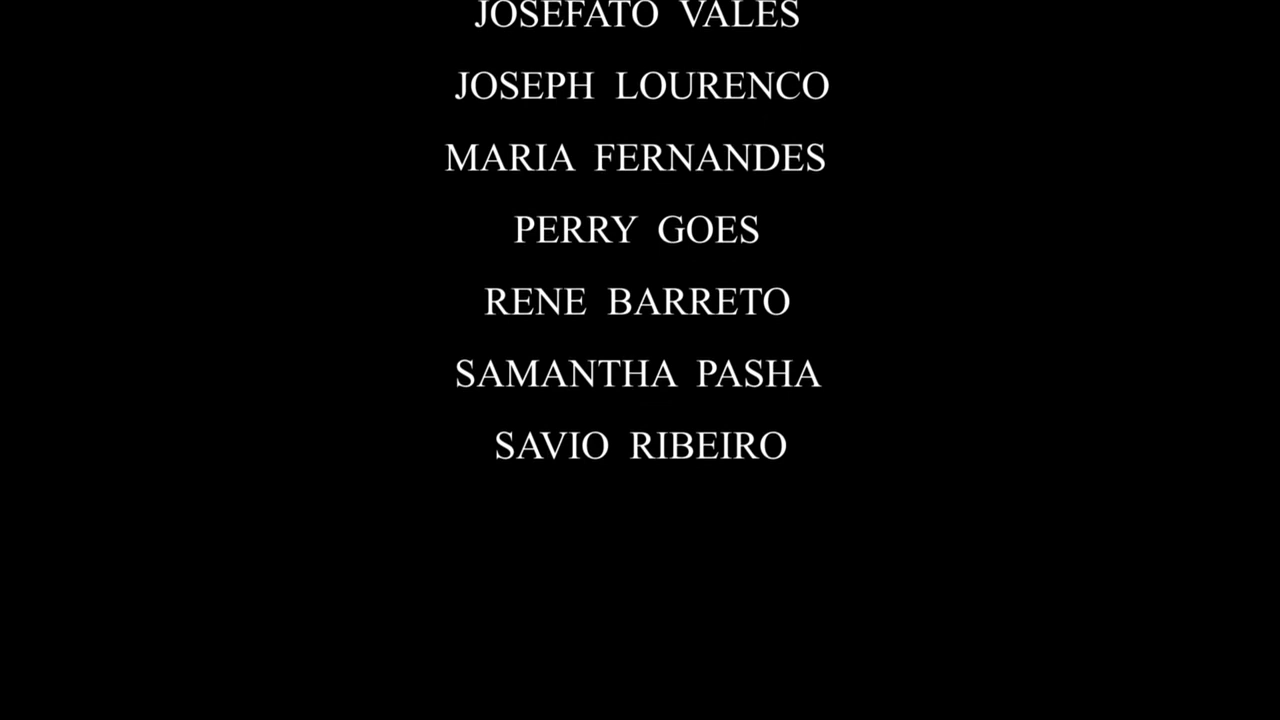 JOSEFATO VALES
JOSEPH LOURENCO
MARIA FERNANDES
PERRY GOES
RENE BARRETO
SAMANTHA PASHA
SAVIO RIBEIRO